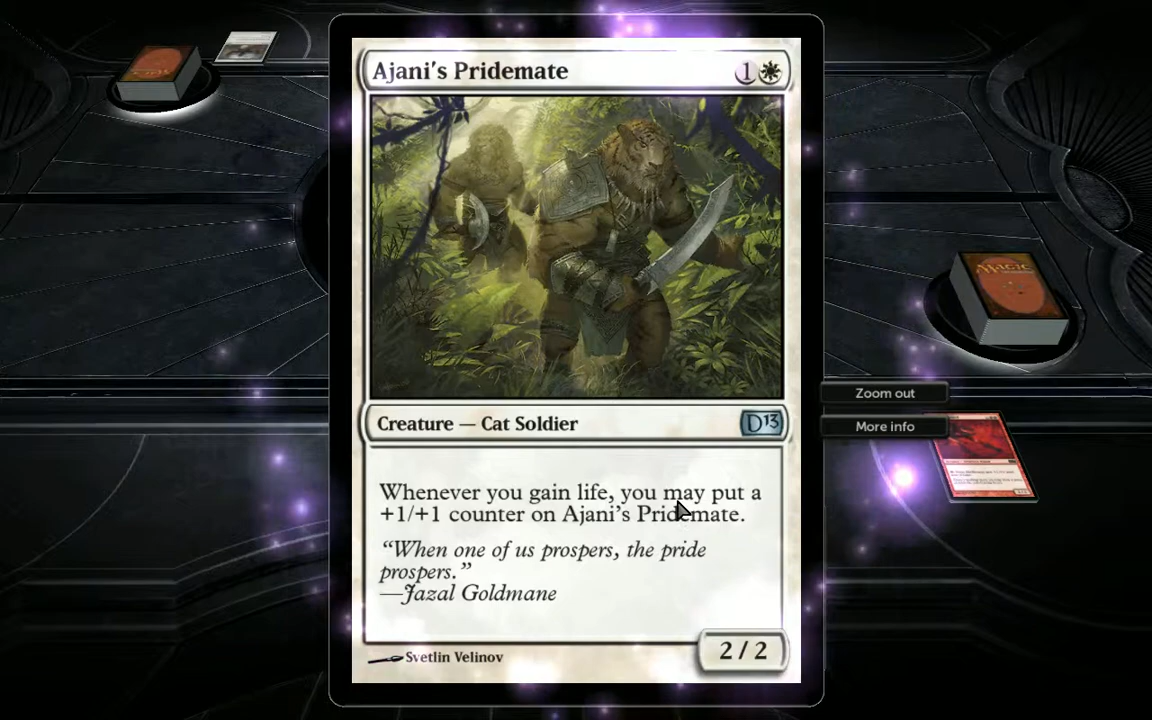 Ajani's Pridemate 1
Creature — Cat Soldier D13
Whenever you gain life, you may put a
+1/+1 counter on Ajani's Pridemate.
"When one of us prospers, the pride
prospers."
—Jazal Goldmane
2 / 2
Svetlin Velinov
MAGIC
Zoom out
More info